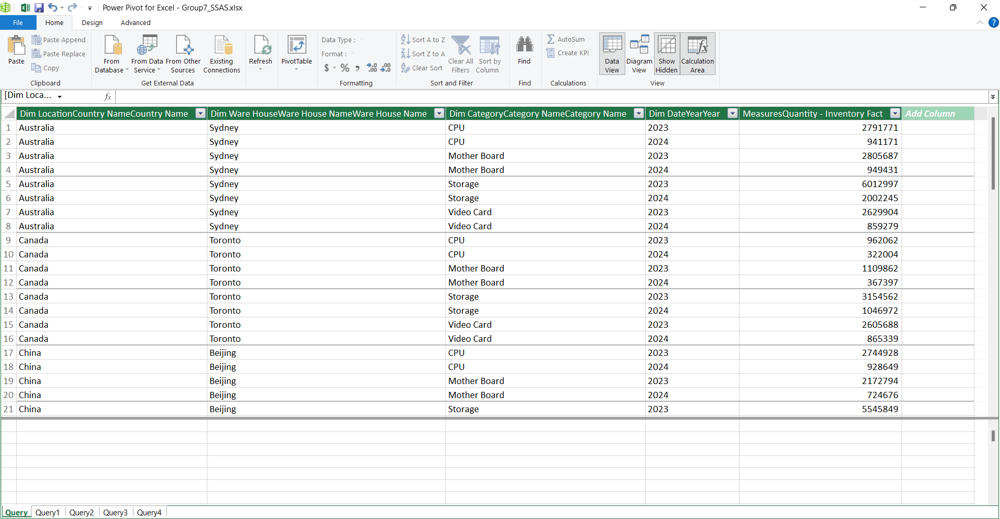 Power Pivot for Excel - Group7_SSAS.xlsx
File Home Design Advanced
Paste
Paste Append
Paste Replace
Copy
Clipboard
From Database
From Data Service
From Other Sources
Existing Connections
Get External Data
Refresh
PivotTable
Data Type :
Format :
$ % , .00 .00
Formatting
Sort A to Z
Sort Z to A
Clear Sort
Clear All Filters
Sort by Column
Sort and Filter
Find
Find
AutoSum
Create KPI
Calculations
Data View
Diagram View
Show Hidden
Calculation Area
View
[Dim Loca... fx
Dim LocationCountry NameCountry Name Dim Ware HouseWare House NameWare House Name Dim CategoryCategory NameCategory Name Dim DateYearYear MeasuresQuantity - Inventory Fact Add Column
1 Australia Sydney CPU 2023 2791771
2 Australia Sydney CPU 2024 941171
3 Australia Sydney Mother Board 2023 2805687
4 Australia Sydney Mother Board 2024 949431
5 Australia Sydney Storage 2023 6012997
6 Australia Sydney Storage 2024 2002245
7 Australia Sydney Video Card 2023 2629904
8 Australia Sydney Video Card 2024 859279
9 Canada Toronto CPU 2023 962062
10 Canada Toronto CPU 2024 322004
11 Canada Toronto Mother Board 2023 1109862
12 Canada Toronto Mother Board 2024 367397
13 Canada Toronto Storage 2023 3154562
14 Canada Toronto Storage 2024 1046972
15 Canada Toronto Video Card 2023 2605688
16 Canada Toronto Video Card 2024 865339
17 China Beijing CPU 2023 2744928
18 China Beijing CPU 2024 928649
19 China Beijing Mother Board 2023 2172794
20 China Beijing Mother Board 2024 724676
21 China Beijing Storage 2023 5545849
Query Query1 Query2 Query3 Query4